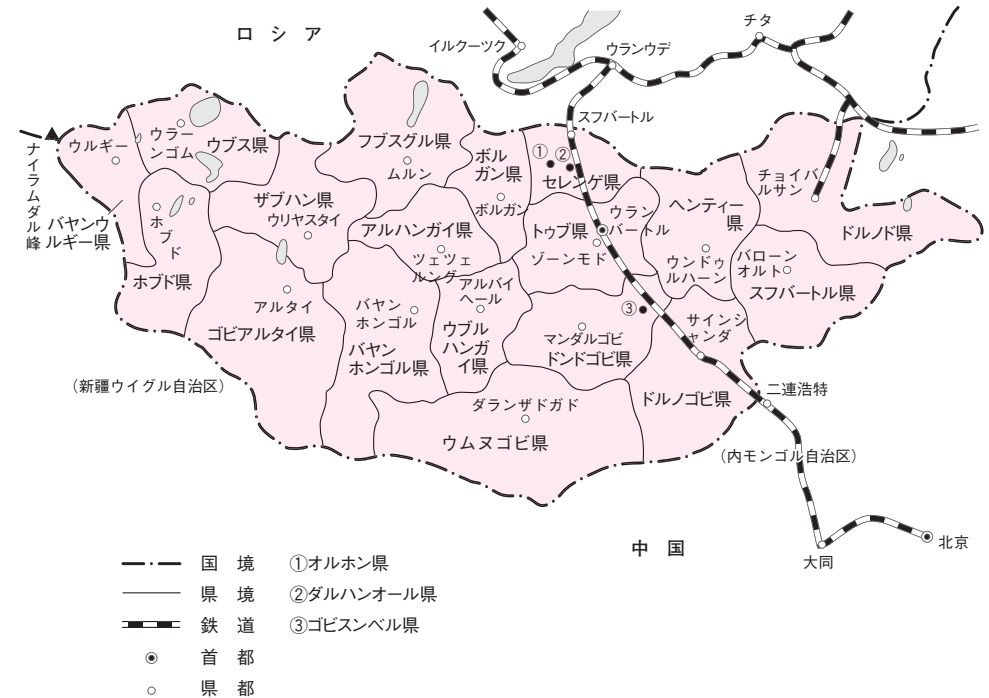 ロシア
イルクーツク
ウランウデ
チタ
スフバートル
ナイラムダル峰
ウルギー
バヤンウ
ルギー県
ウラー
ンゴム
ウブス県
ホブド
ホブド県
フブスグル県
ムルン
ザブハン県
ウリヤスタイ
ボル
ガン県
ボルガン
①
②
セレンゲ県
アルハンガイ県
ツェツェ
ルングー
トゥブ県
ゾーンモド
ウラン
バートル
ヘンティー
県
ウンドゥ
ルハーン
チョイバ
ルサン
ドルノド県
バローン
オルト
スフバートル県
アルタイ
ゴビアルタイ県
バヤン
ホンゴル
バヤン
ホンゴル県
アルバイ
ヘール
ウブル
ハンガ
イ県
③
マンダルゴビ
ドンドゴビ県
サインシ
ャンダ
ドルノゴビ県
ダランザドガド
ウムヌゴビ県
(新疆ウイグル自治区)
二連浩特
(内モンゴル自治区)
中国
大同
北京
国境
県境
鉄道
首都
県都
①オルホン県
②ダルハンオール県
③ゴビスンベル県